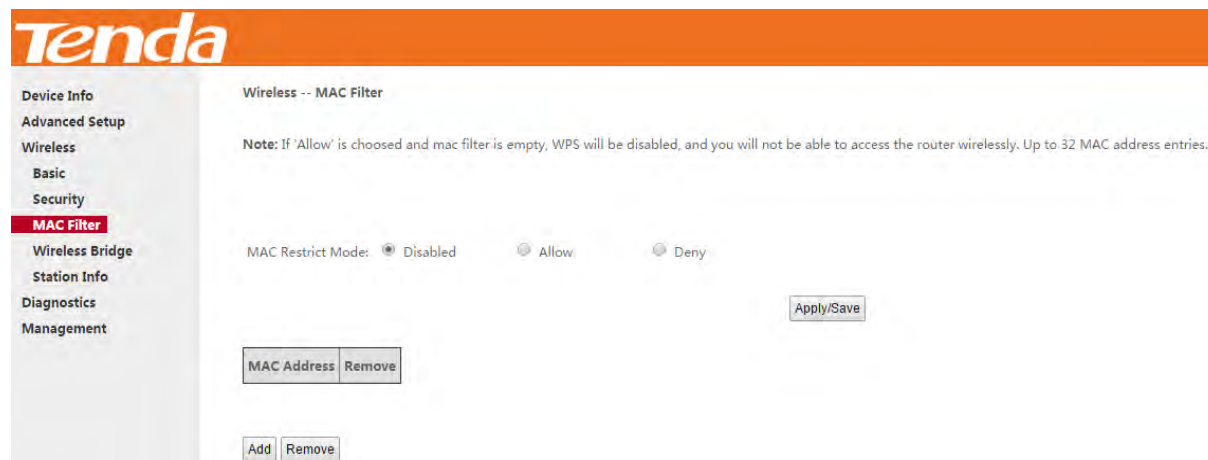 Tenda
Device Info
Advanced Setup
Wireless
Basic
Security
MAC Filter
Wireless Bridge
Station Info
Diagnostics
Management
Wireless -- MAC Filter
Note: If 'Allow' is choosed and mac filter is empty, WPS will be disabled, and you will not be able to access the router wirelessly. Up to 32 MAC address entries.
MAC Restrict Mode: Disabled Allow Deny
Apply/Save
MAC Address Remove
Add Remove